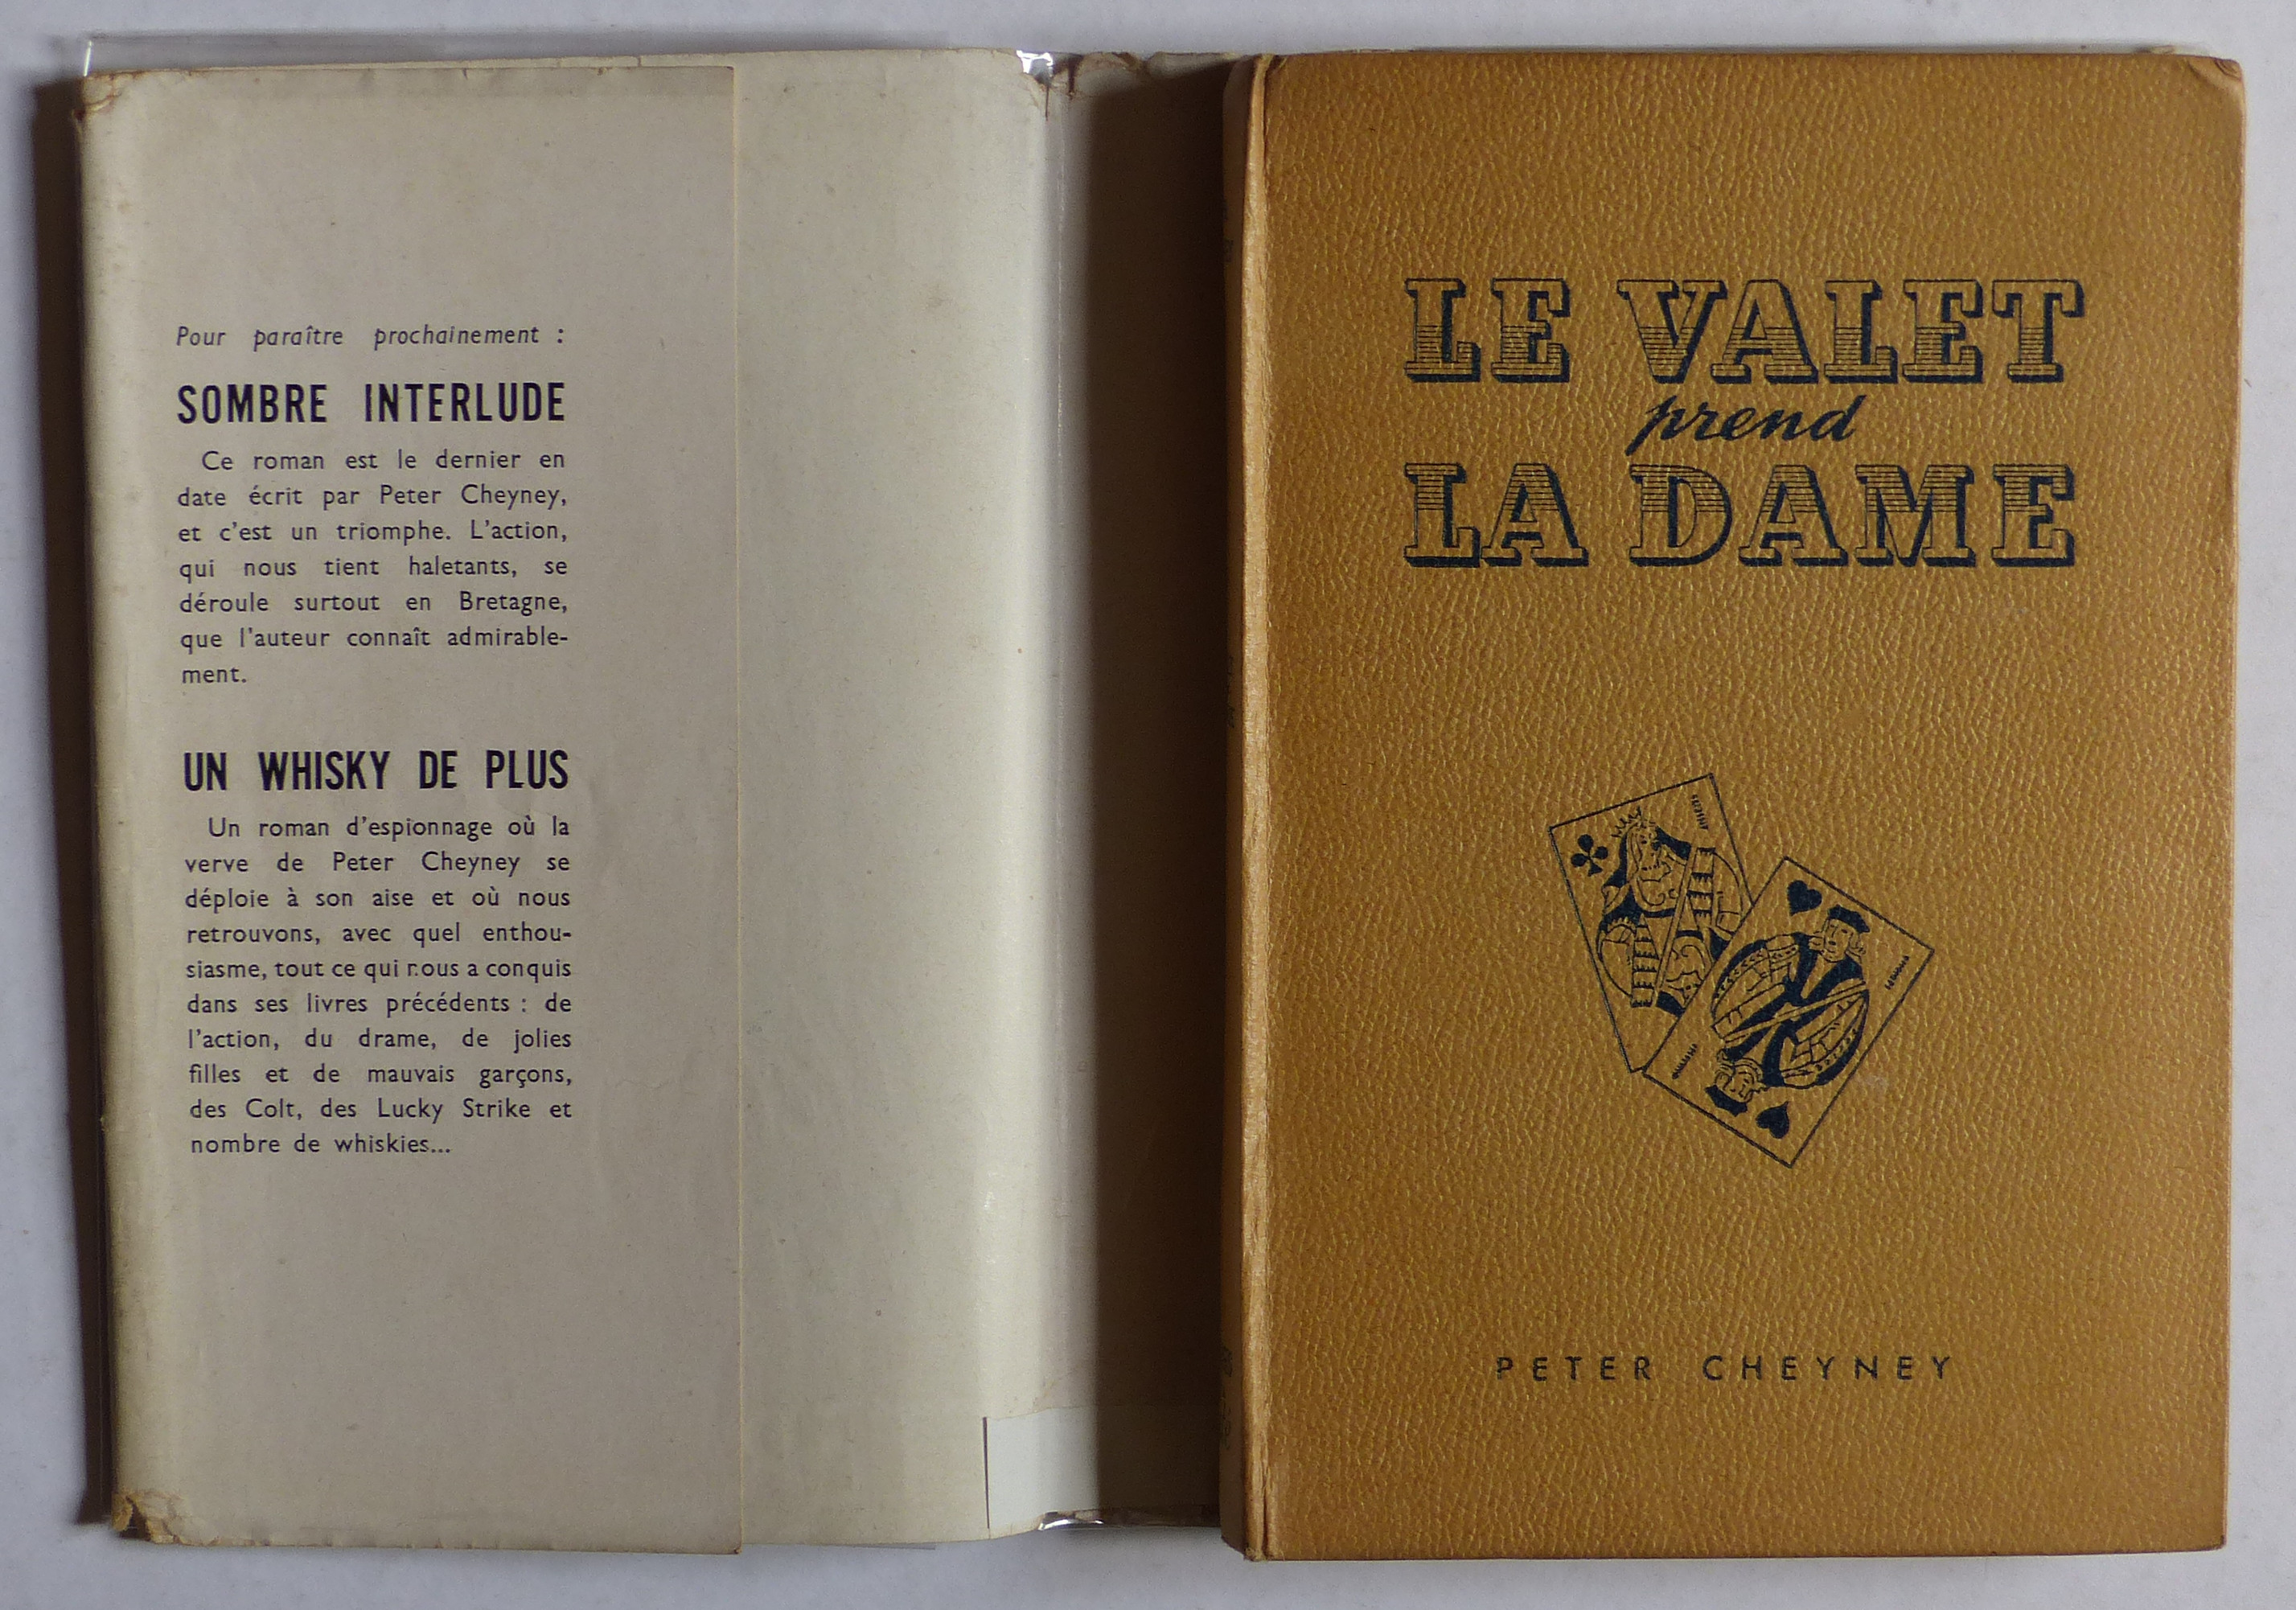 Pour paraître prochainement :
SOMBRE INTERLUDE
Ce roman est le dernier en
date écrit par Peter Cheyney,
et c'est un triomphe. L'action,
qui nous tient haletants, se
déroule surtout en Bretagne,
que l'auteur connaît admirable-
ment.
UN WHISKY DE PLUS
Un roman d'espionnage où la
verve de Peter Cheyney se
déploie à son aise et où nous
retrouvons, avec quel enthou-
siasme, tout ce qui nous a conquis
dans ses livres précédents : de
l'action, du drame, de jolies
filles et de mauvais garçons,
des Colt, des Lucky Strike et
nombre de whiskies...
LE VALET
prend
LA DAME
PETER CHEYNEY